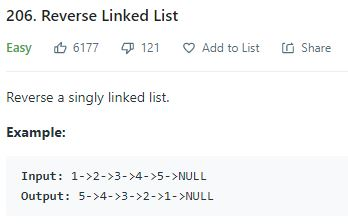 206. Reverse Linked List
Easy 6177 121 Add to List Share
Reverse a singly linked list.
Example:
Input: 1->2->3->4->5->NULL
Output: 5->4->3->2->1->NULL